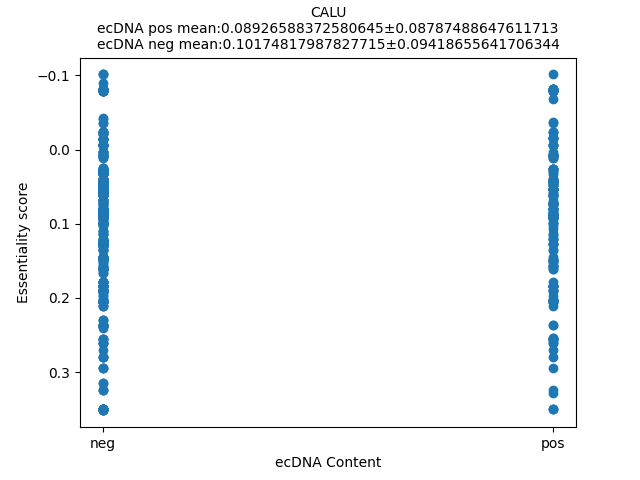 CALU
ecDNA pos mean:0.08926588372580645±0.08787488647611713
ecDNA neg mean:0.10174817987827715±0.09418655641706344
−0.1
0.0
0.1
0.2
0.3
Essentiality score
neg
pos
ecDNA Content